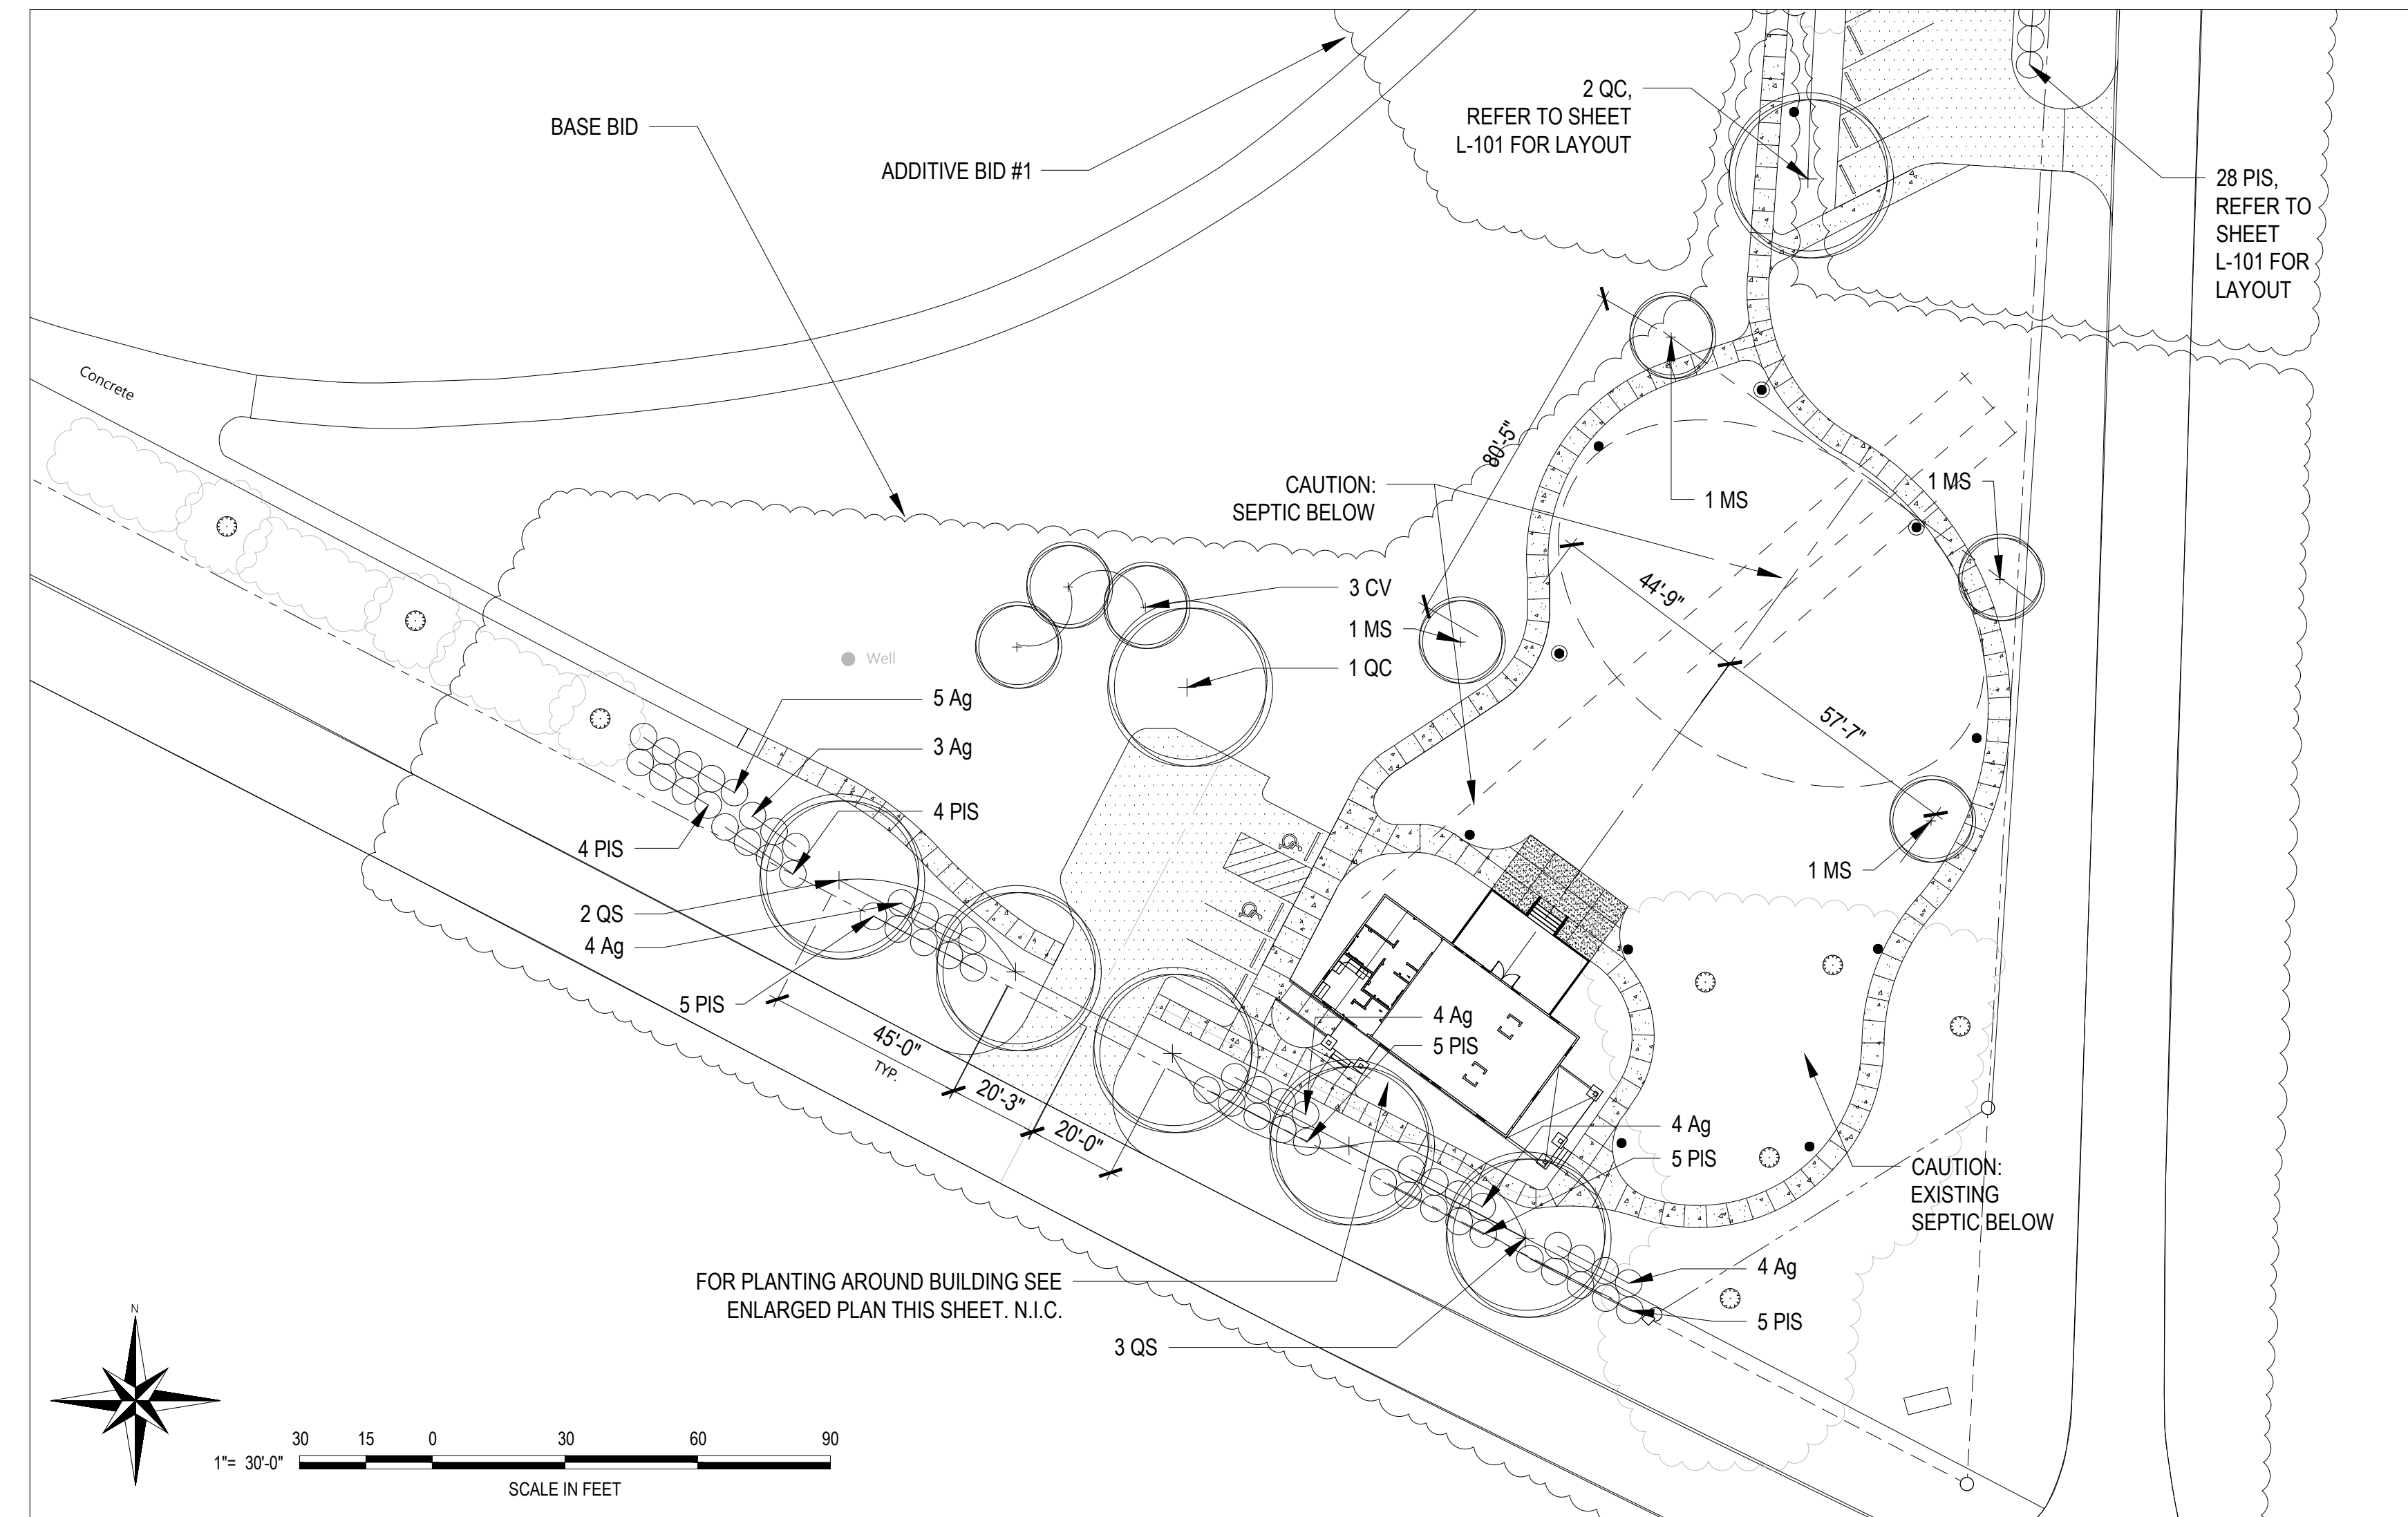 2 QC,
REFER TO SHEET
L-101 FOR LAYOUT
BASE BID
ADDITIVE BID #1
28 PIS,
REFER TO
SHEET
L-101 FOR
LAYOUT
Concrete
80'-5"
CAUTION:
SEPTIC BELOW
1 MS
1 MS
3 CV
44'-9"
1 MS
1 QC
Well
5 Ag
57'-7"
3 Ag
4 PIS
4 PIS
1 MS
2 QS
4 Ag
5 PIS
4 Ag
5 PIS
45'-0"
TYP.
20'-3"
20'-0"
4 Ag
5 PIS
CAUTION:
EXISTING
SEPTIC BELOW
4 Ag
FOR PLANTING AROUND BUILDING SEE
ENLARGED PLAN THIS SHEET. N.I.C.
5 PIS
3 QS
N
30 15 0 30 60 90
1"= 30'-0"
SCALE IN FEET